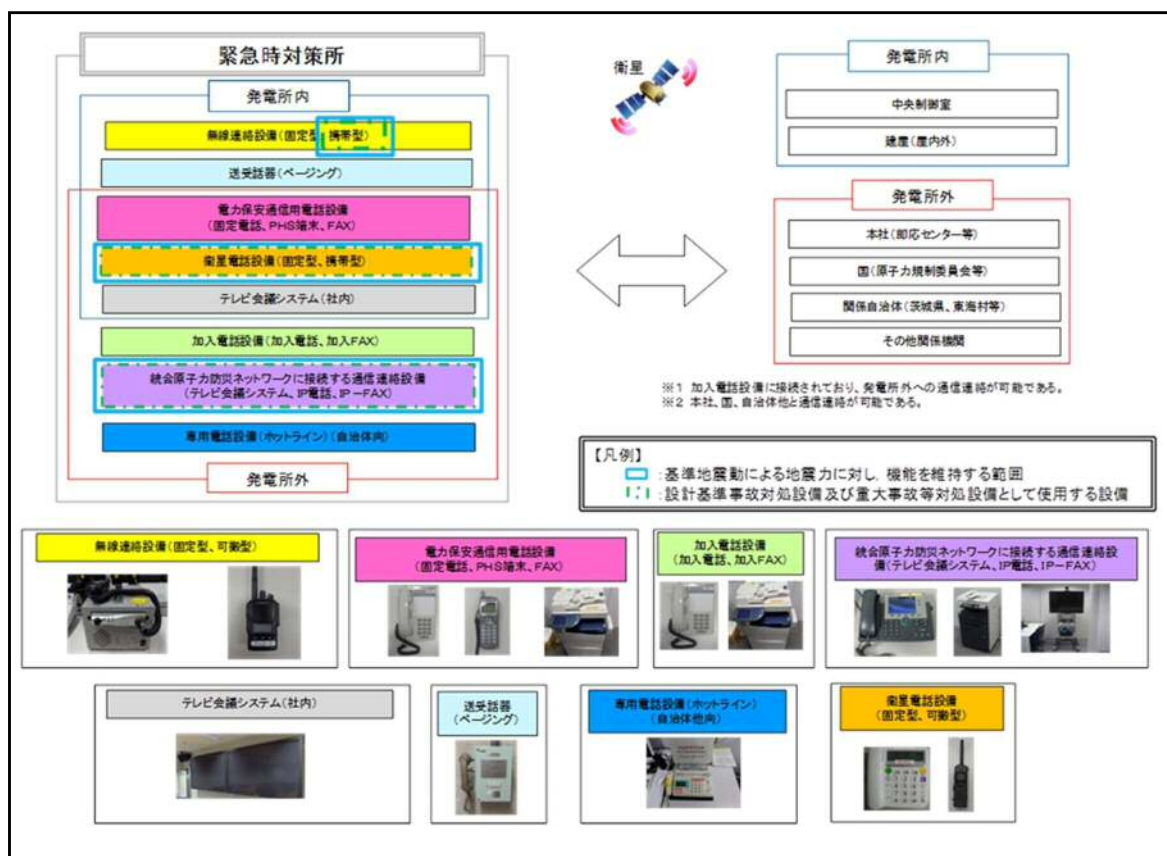 緊急時対策所
発電所内
無線連絡設備(固定型、携帯型)
送受話器(ページング)
電力保安通信用電話設備
(固定電話、PHS端末、FAX)
衛星電話設備(固定型、携帯型)
テレビ会議システム(社内)
加入電話設備(加入電話、加入FAX)
統合原子力防災ネットワークに接続する通信連絡設備
(テレビ会議システム、IP電話、IP-FAX)
専用電話設備(ホットライン)(自治体向)
発電所外
衛星
発電所内
中央制御室
建屋(屋内外)
発電所外
本社(即応センター等)
国(原子力規制委員会等)
関係自治体(茨城県、東海村等)
その他関係機関
※1 加入電話設備に接続されており、発電所外への通信連絡が可能である。
※2 本社、国、自治体他と通信連絡が可能である。
【凡例】
:基準地震動による地震力に対し,機能を維持する範囲
:設計基準事故対処設備及び重大事故等対処設備として使用する設備
無線連絡設備(固定型、可搬型)
電力保安通信用電話設備
(固定電話、PHS端末、FAX)
加入電話設備
(加入電話、加入FAX)
統合原子力防災ネットワークに接続する通信連絡設
備(テレビ会議システム、IP電話、IP-FAX)
テレビ会議システム(社内)
送受話器
(ページング)
専用電話設備(ホットライン)
(自治体他向)
衛星電話設備
(固定型、可搬型)